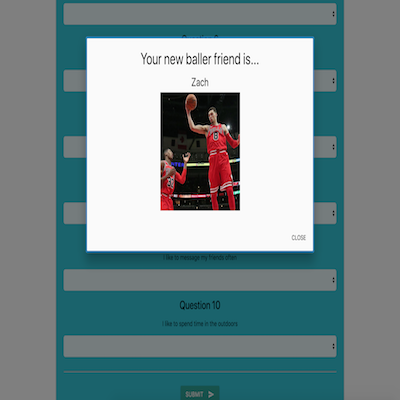 Your new baller friend is...
Zach
CLOSE
I like to message my friends often
Question 10
I like to spend time in the outdoors
SUBMIT